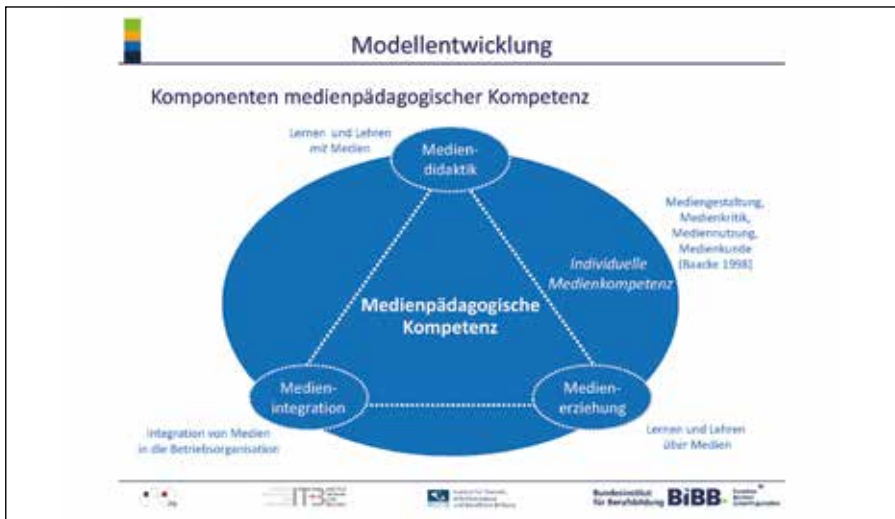 Modellentwicklung
Komponenten medienpädagogischer Kompetenz
Lernen und Lehren
mit Medien
Medien-
didaktik
Mediengestaltung,
Medienkritik,
Mediennutzung,
Medienkunde
[Baacke 1998]
Individuelle
Medienkompetenz
Medienpädagogische
Kompetenz
Medien-
integration
Medien-
erziehung
Integration von Medien
in die Betriebsorganisation
Lernen und Lehren
über Medien
IT+B
Bundesinstitut
für Berufsbildung
BiBB